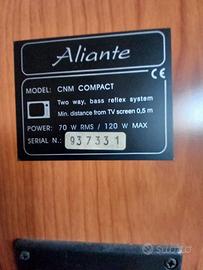 Aliante
CE
MODEL: CNM COMPACT
Two way, bass reflex system
Min. distance from TV screen 0,5 m
POWER: 70 W RMS / 120 W MAX
SERIAL N.: 937331
subito